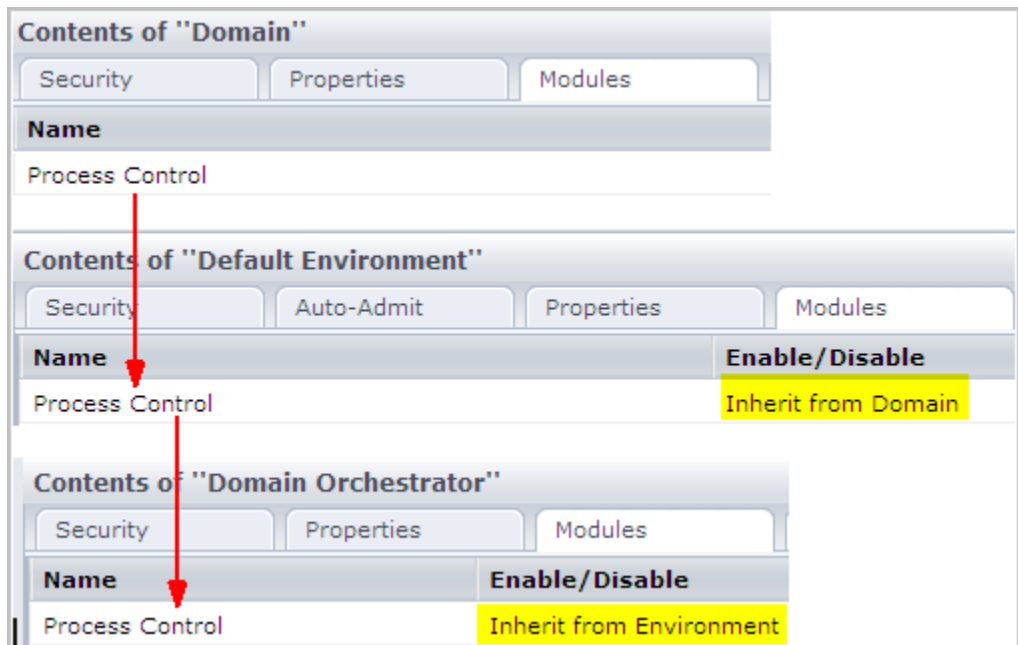 Contents of "Domain"
Security Properties Modules
Name
Process Control
Contents of "Default Environment"
Security Auto-Admit Properties Modules
Name Enable/Disable
Process Control Inherit from Domain
Contents of "Domain Orchestrator"
Security Properties Modules
Name Enable/Disable
Process Control Inherit from Environment